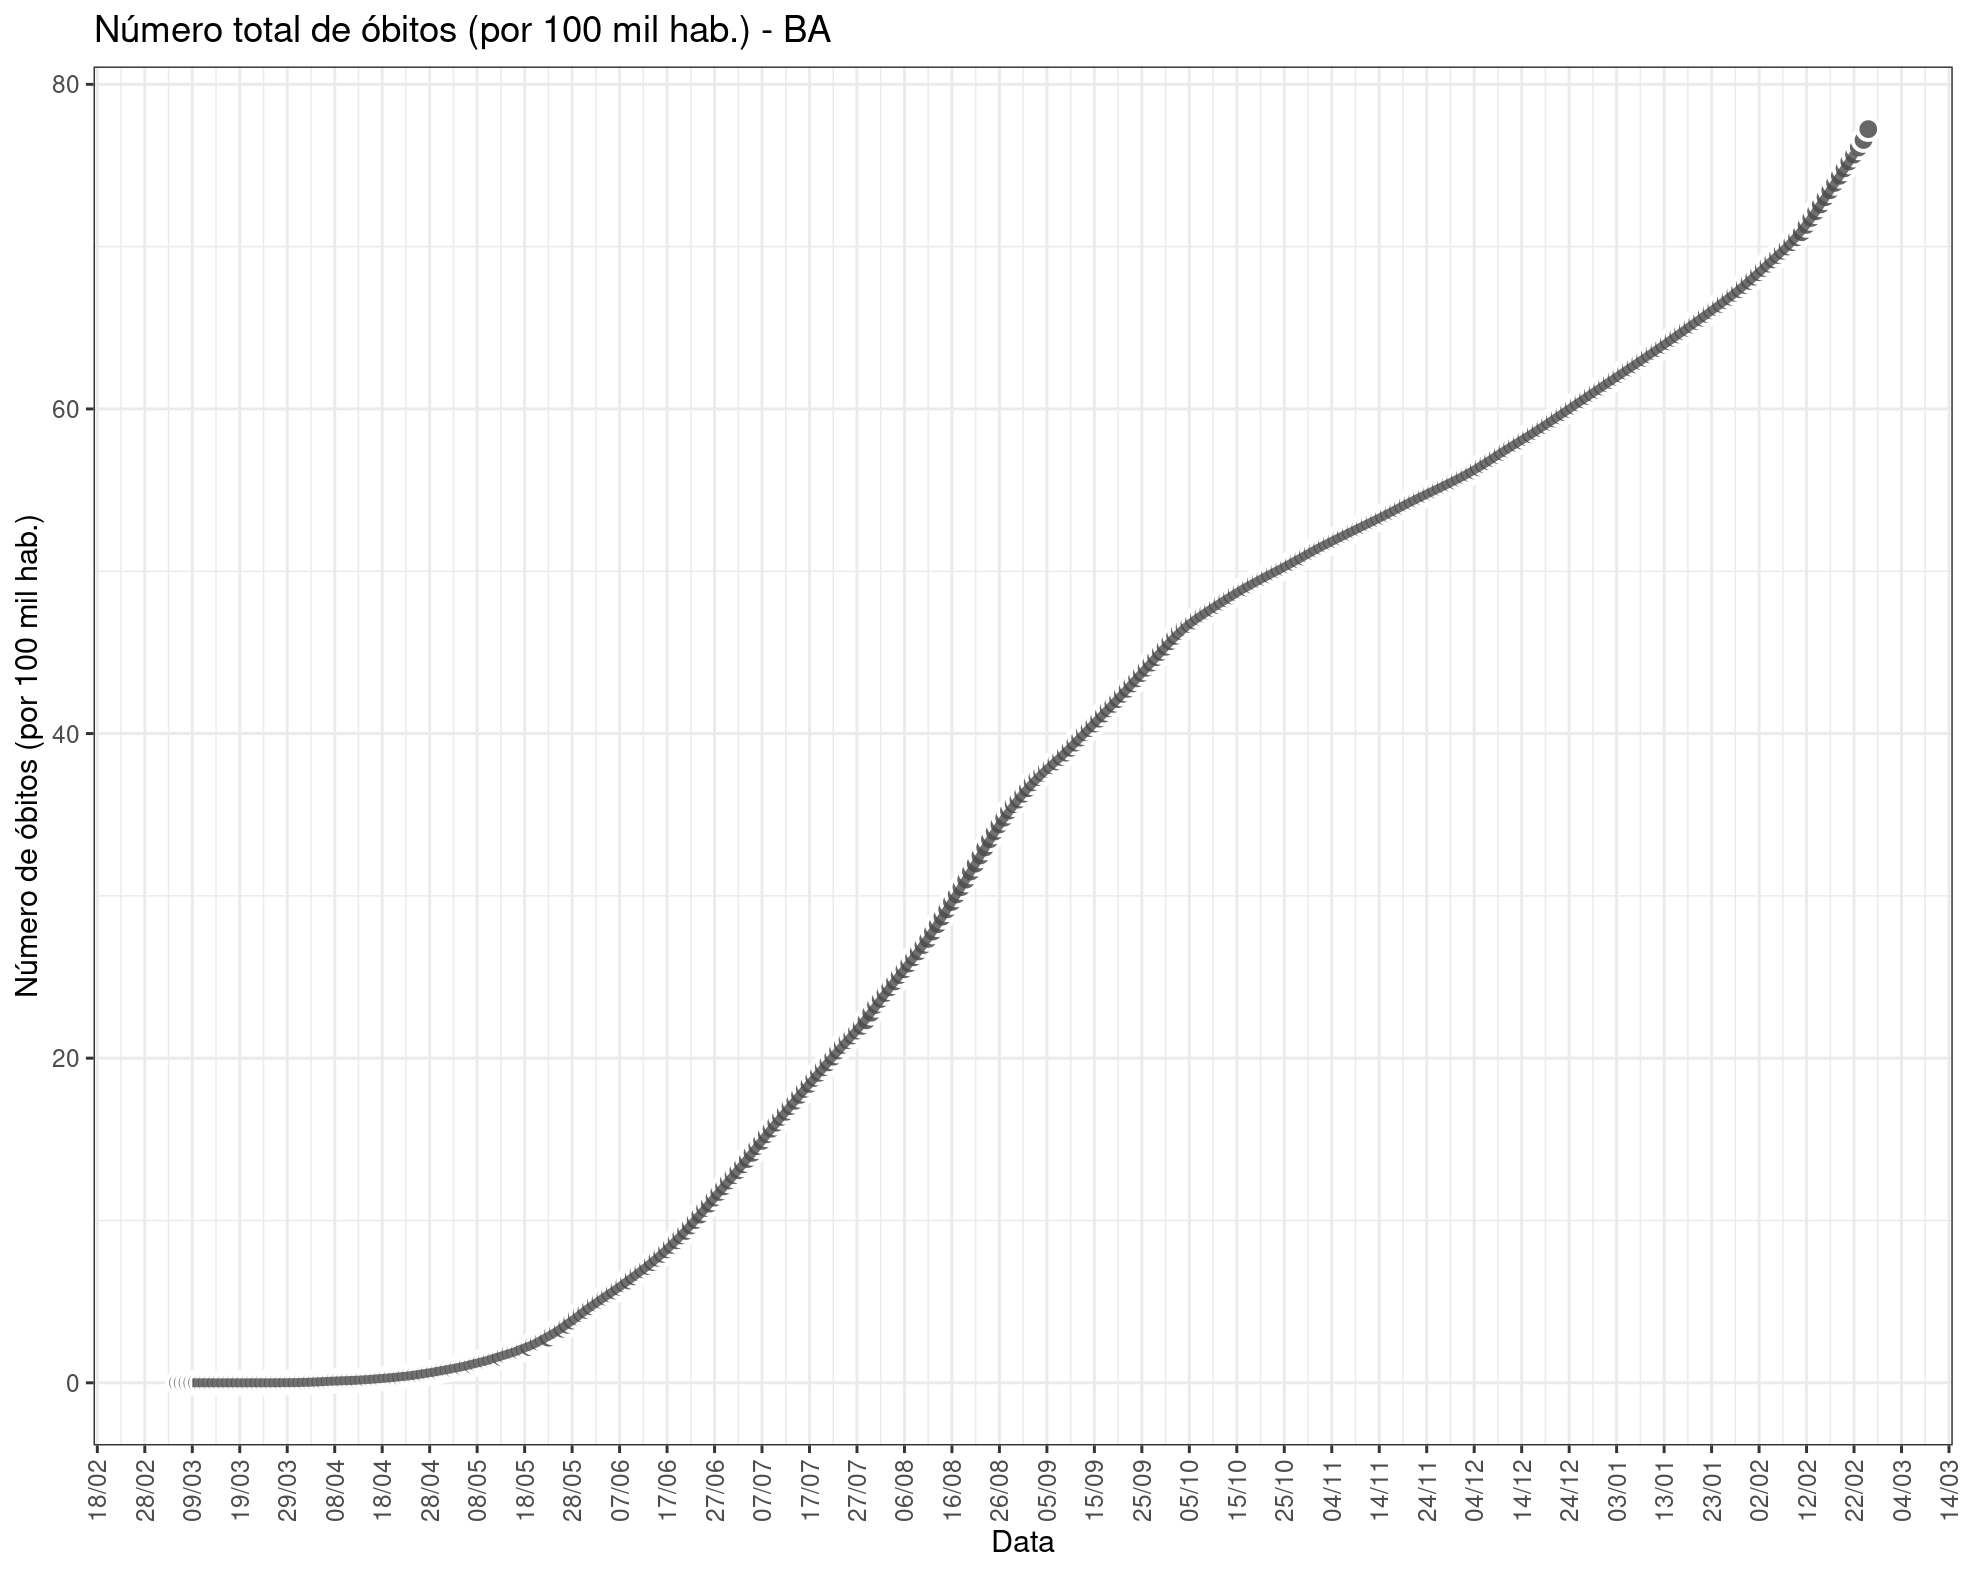 Número total de óbitos (por 100 mil hab.) - BA
Número de óbitos (por 100 mil hab.)
80
60
40
20
0
18/02 28/02 09/03 19/03 29/03 08/04 18/04 28/04 08/05 18/05 28/05 07/06 17/06 27/06 07/07 17/07 27/07 06/08 16/08 26/08 05/09 15/09 25/09 05/10 15/10 25/10 04/11 14/11 24/11 04/12 14/12 24/12 03/01 13/01 23/01 02/02 12/02 22/02 04/03 14/03
Data